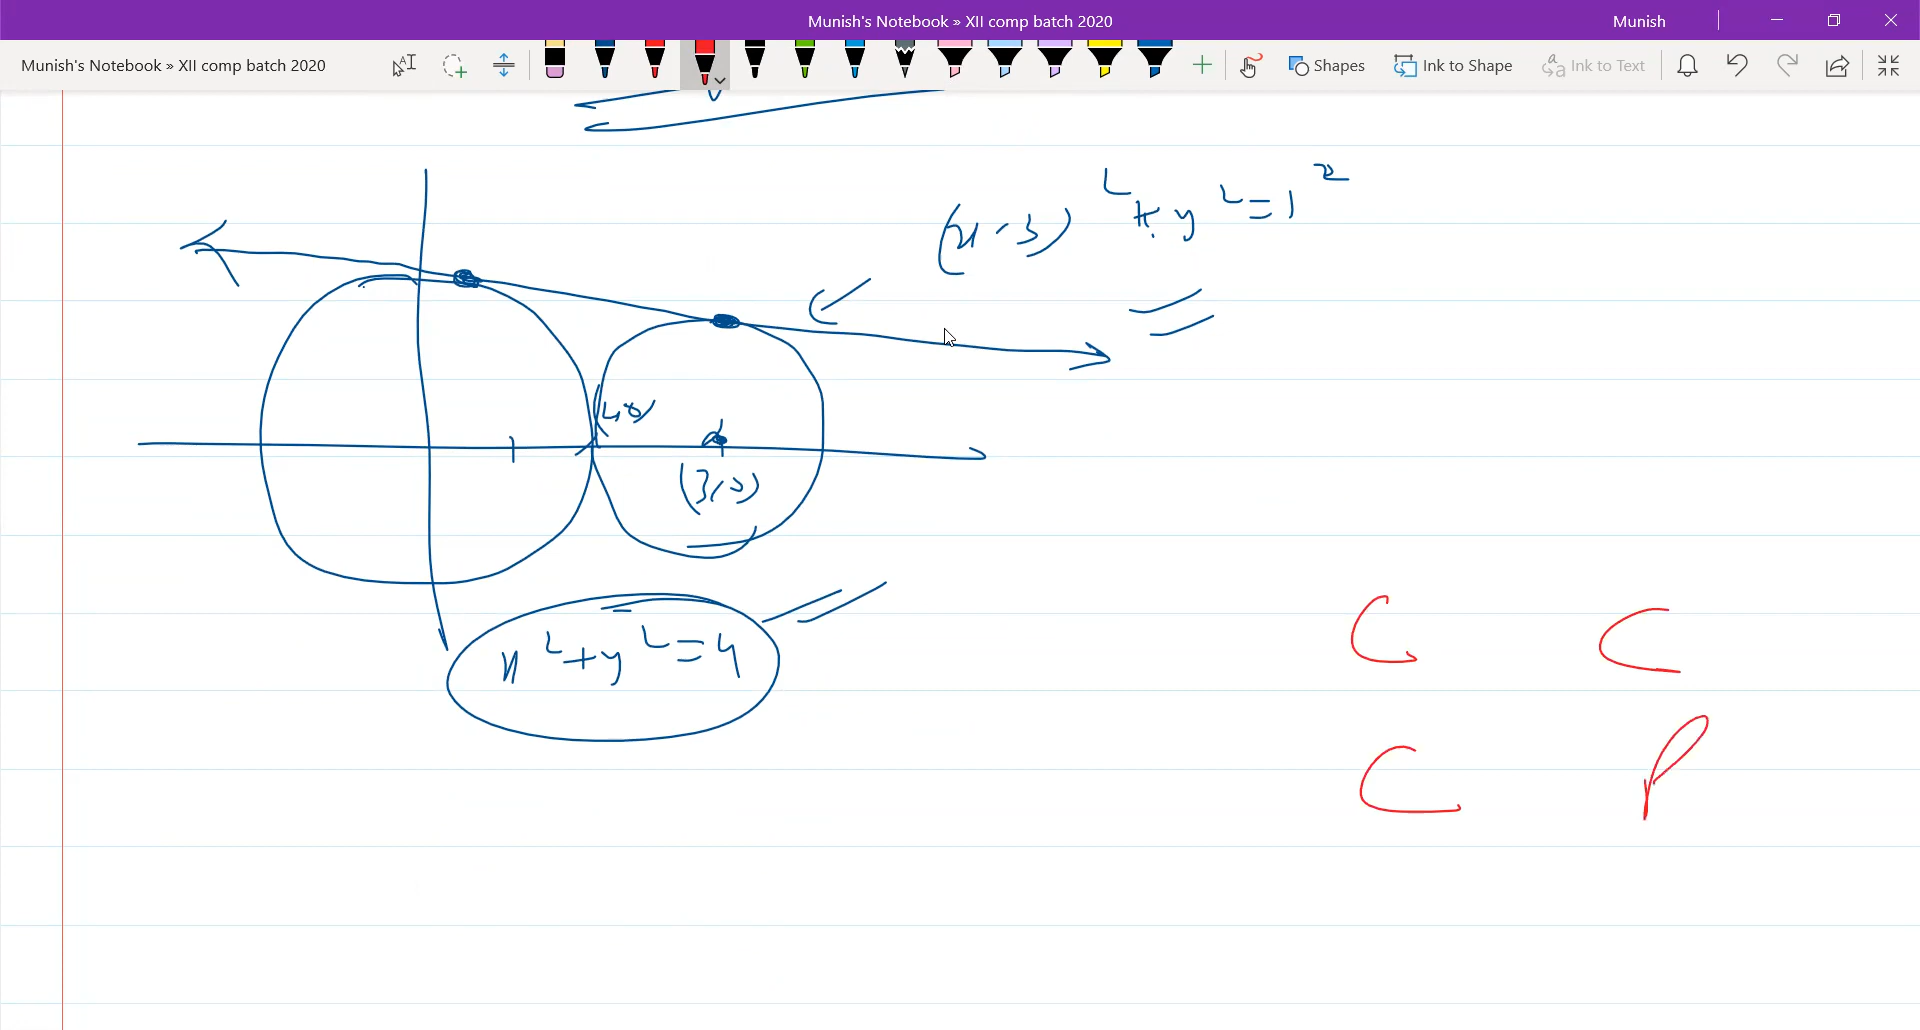 Munish's Notebook » XII comp batch 2020
Munish
Munish's Notebook » XII comp batch 2020
Shapes
Ink to Shape
Ink to Text
(x-3)² + y² = 1²
(3,0)
x² + y² = 4
C C
C P